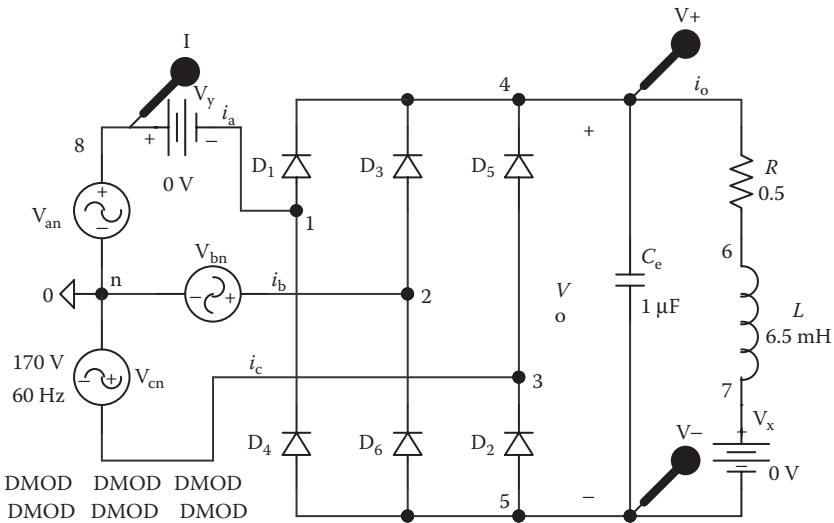 V+
I
V_y
i_a
4
i_o
8
+
−
+
D_1
D_3
D_5
R
0.5
0 V
1
V_an
+
−
V_bn
6
C_e
0
n
− +
i_b
2
V
o
1 µF
L
6.5 mH
170 V
60 Hz
− +
V_cn
i_c
3
7
V_x
+
−
0 V
D_4
D_6
D_2
V−
5
−
DMOD DMOD DMOD
DMOD DMOD DMOD